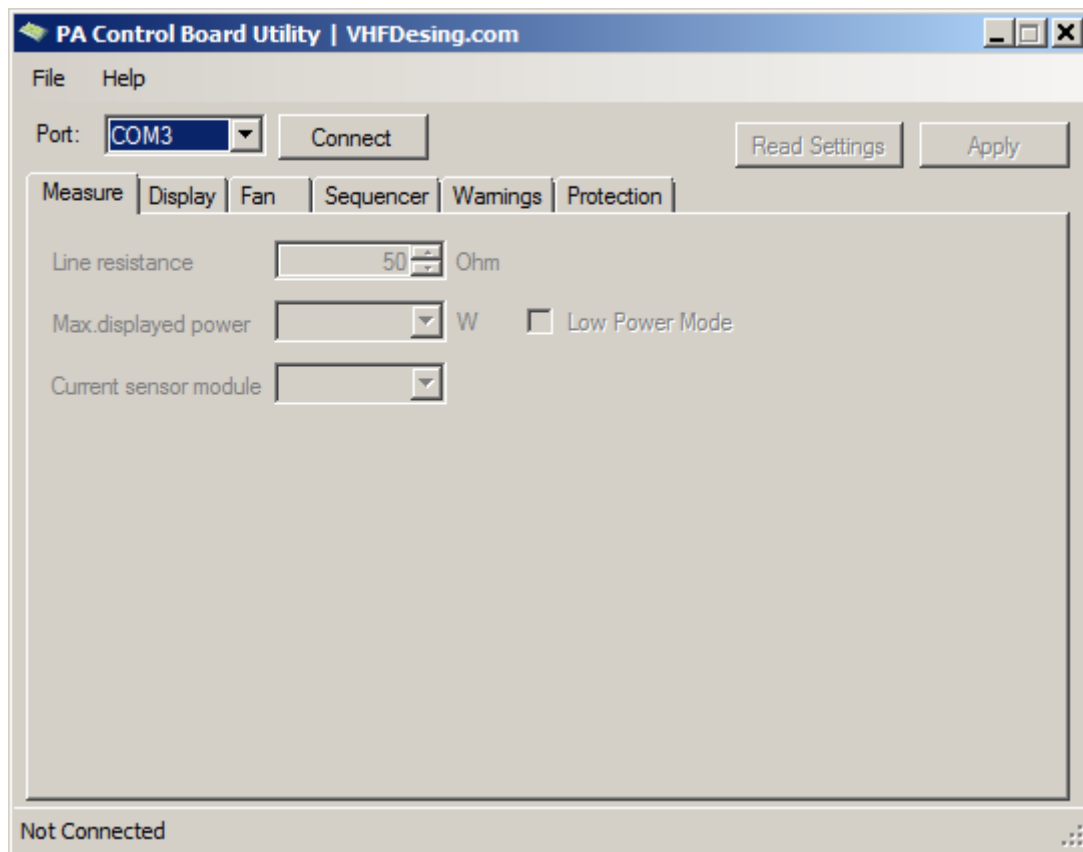 PA Control Board Utility | VHFDesing.com
File Help
Port: COM3 Connect Read Settings Apply
Measure Display Fan Sequencer Warnings Protection
Line resistance 50 Ohm
Max.displayed power W Low Power Mode
Current sensor module
Not Connected